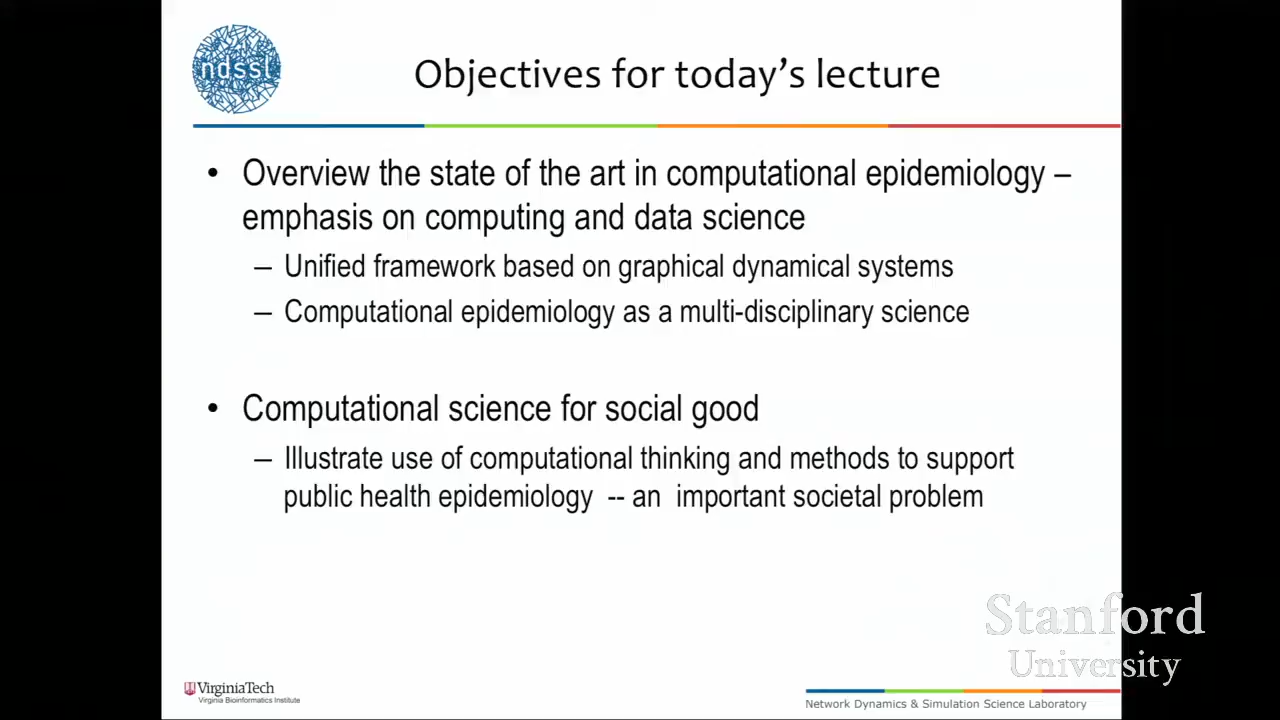 ndssl
Objectives for today's lecture
• Overview the state of the art in computational epidemiology –
emphasis on computing and data science
– Unified framework based on graphical dynamical systems
– Computational epidemiology as a multi-disciplinary science
• Computational science for social good
– Illustrate use of computational thinking and methods to support
public health epidemiology -- an important societal problem
Stanford
University
VirginiaTech
Virginia Bioinformatics Institute
Network Dynamics & Simulation Science Laboratory